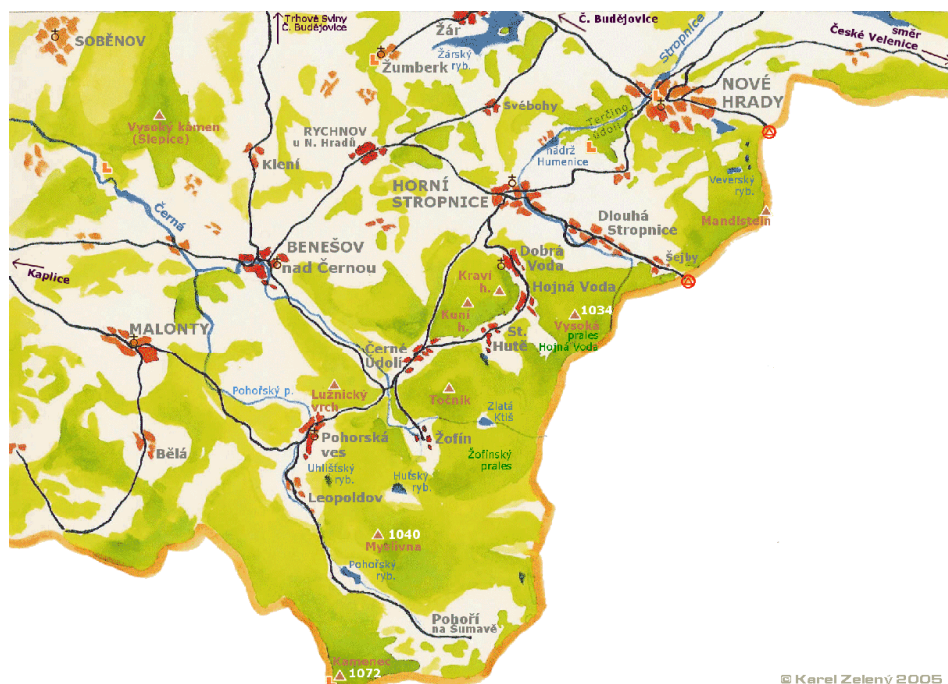 Trhové Sviny
Č. Budějovice
Č. Budějovice
směr
České Velenice
SOBĚNOV
Žár
Stropnice
Žumberk
Žárský
ryb.
NOVÉ
HRADY
Svébohy
Terčino
údolí
Vysoký kámen
(Slepice)
RYCHNOV
u N. Hradů
Klení
nádrž
Humenice
Veverský
ryb.
HORNÍ
STROPNICE
Mandlstein
Dlouhá
Stropnice
Černá
BENEŠOV
nad Černou
Dobrá
Voda
Šejby
Kaplice
Kraví
h.
Hojná Voda
Kuní
h.
1034
Vysoká
prales
Hojná Voda
St.
Hutě
MALONTY
Černé
Údolí
Pohořský p.
Lužnický
vrch
Točník
Zlatá
Ktiš
Pohorská
ves
Žofín
Bělá
Žofínský
prales
Uhlištský
ryb.
Huťský
ryb.
Leopoldov
1040
Myslivna
Pohořský
ryb.
Pohoří
na Šumavě
Kamenec
1072
© Karel Zelený 2005